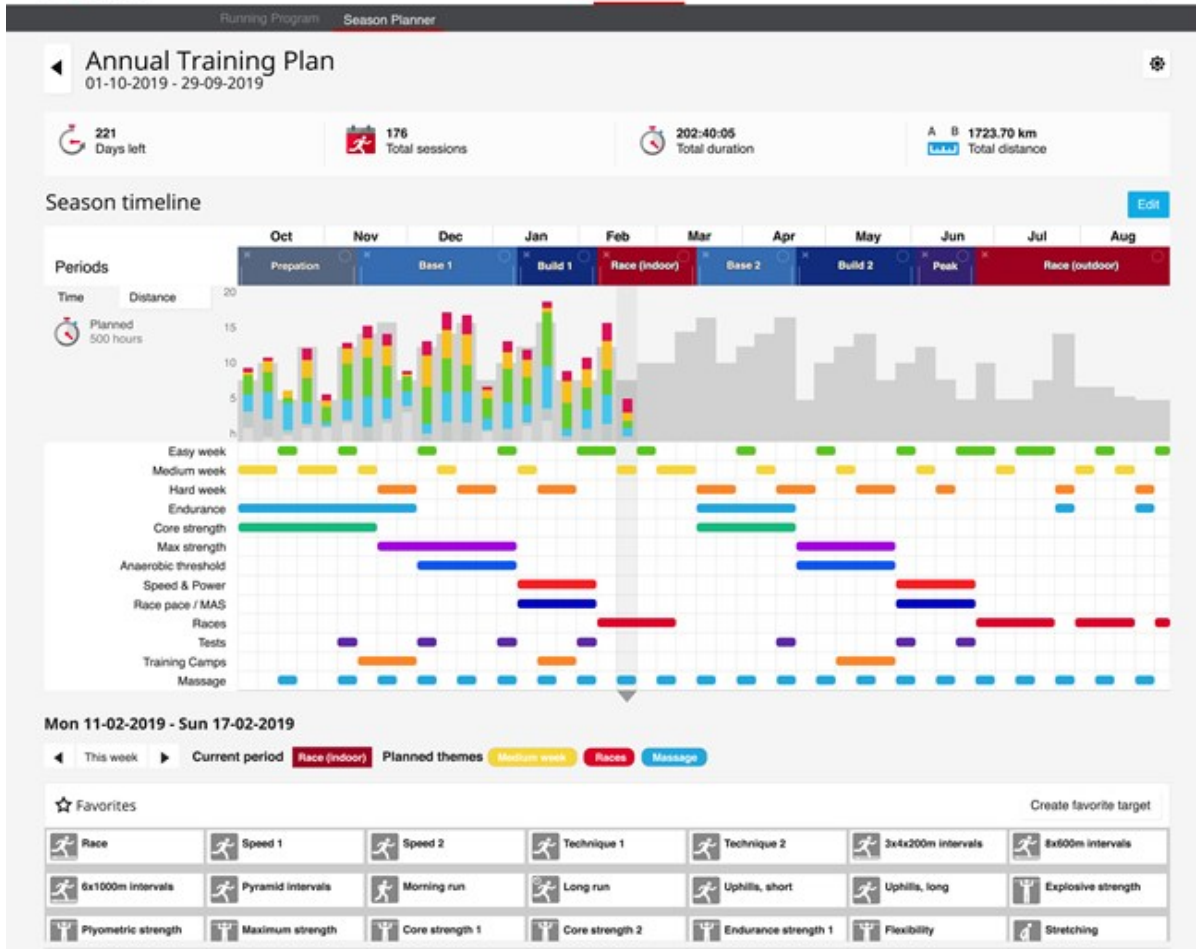 Running Program Season Planner
Annual Training Plan
01-10-2019 - 29-09-2019
221
Days left
176
Total sessions
202:40:05
Total duration
A B 1723.70 km
Total distance
Season timeline
Edit
Oct Nov Dec Jan Feb Mar Apr May Jun Jul Aug
Periods
Prepation Base 1 Build 1 Race (indoor) Base 2 Build 2 Peak Race (outdoor)
Time Distance
Planned
500 hours
20
15
10
5
h
Easy week
Medium week
Hard week
Endurance
Core strength
Max strength
Anaerobic threshold
Speed & Power
Race pace / MAS
Races
Tests
Training Camps
Massage
Mon 11-02-2019 - Sun 17-02-2019
This week Current period Race (indoor) Planned themes Medium week Races Massage
Favorites Create favorite target
Race Speed 1 Speed 2 Technique 1 Technique 2 3x4x200m intervals 8x600m intervals
6x1000m intervals Pyramid intervals Morning run Long run Uphills, short Uphills, long Explosive strength
Plyometric strength Maximum strength Core strength 1 Core strength 2 Endurance strength 1 Flexibility Stretching